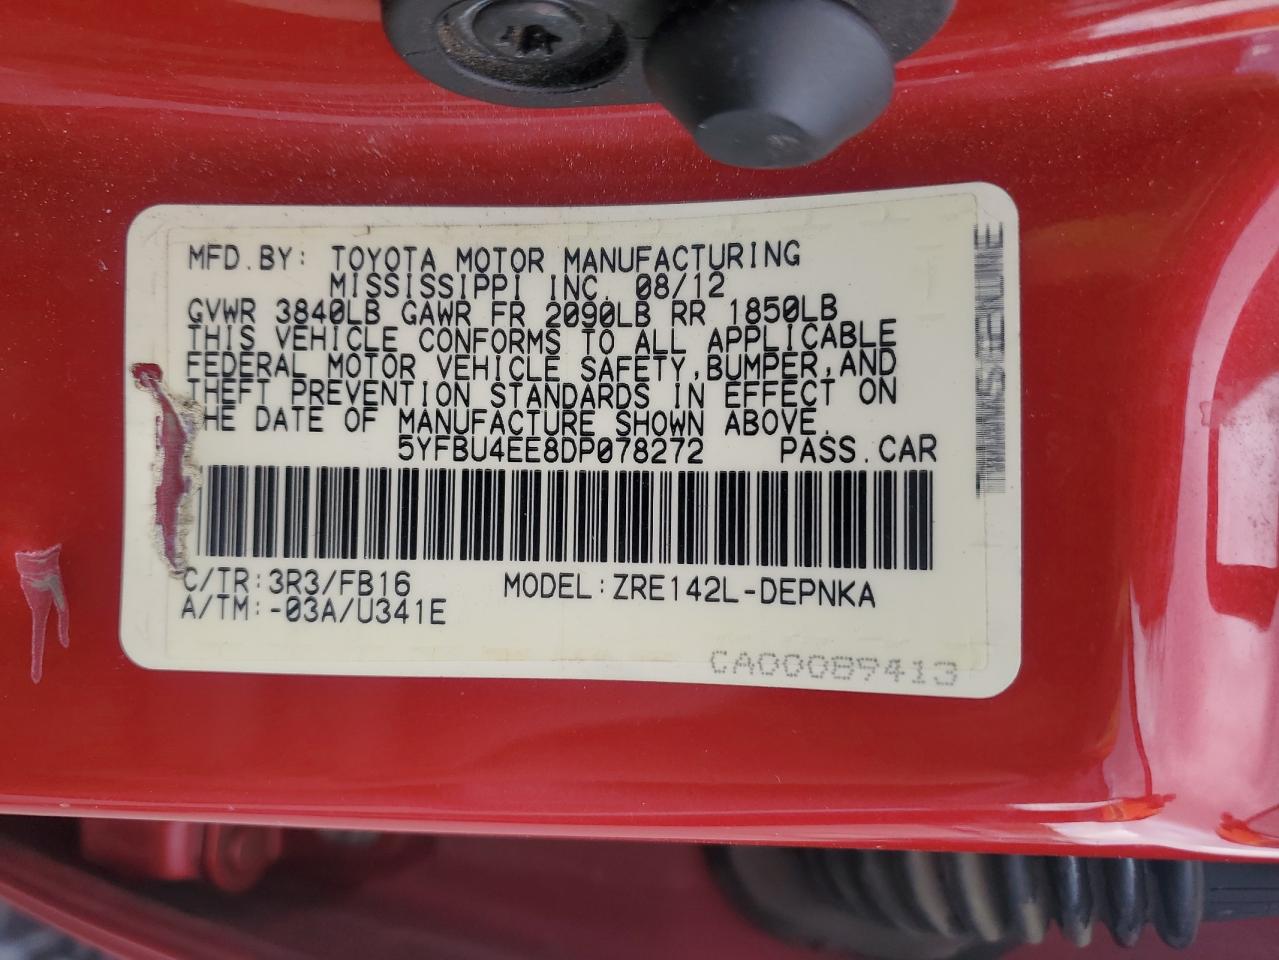 MFD.BY: TOYOTA MOTOR MANUFACTURING
MISSISSIPPI INC. 08/12
GVWR 3840LB GAWR FR 2090LB RR 1850LB
THIS VEHICLE CONFORMS TO ALL APPLICABLE
FEDERAL MOTOR VEHICLE SAFETY,BUMPER,AND
THEFT PREVENTION STANDARDS IN EFFECT ON
HE DATE OF MANUFACTURE SHOWN ABOVE.
5YFBU4EE8DP078272 PASS.CAR
C/TR:3R3/FB16 MODEL:ZRE142L-DEPNKA
A/TM:-03A/U341E
CA00089413